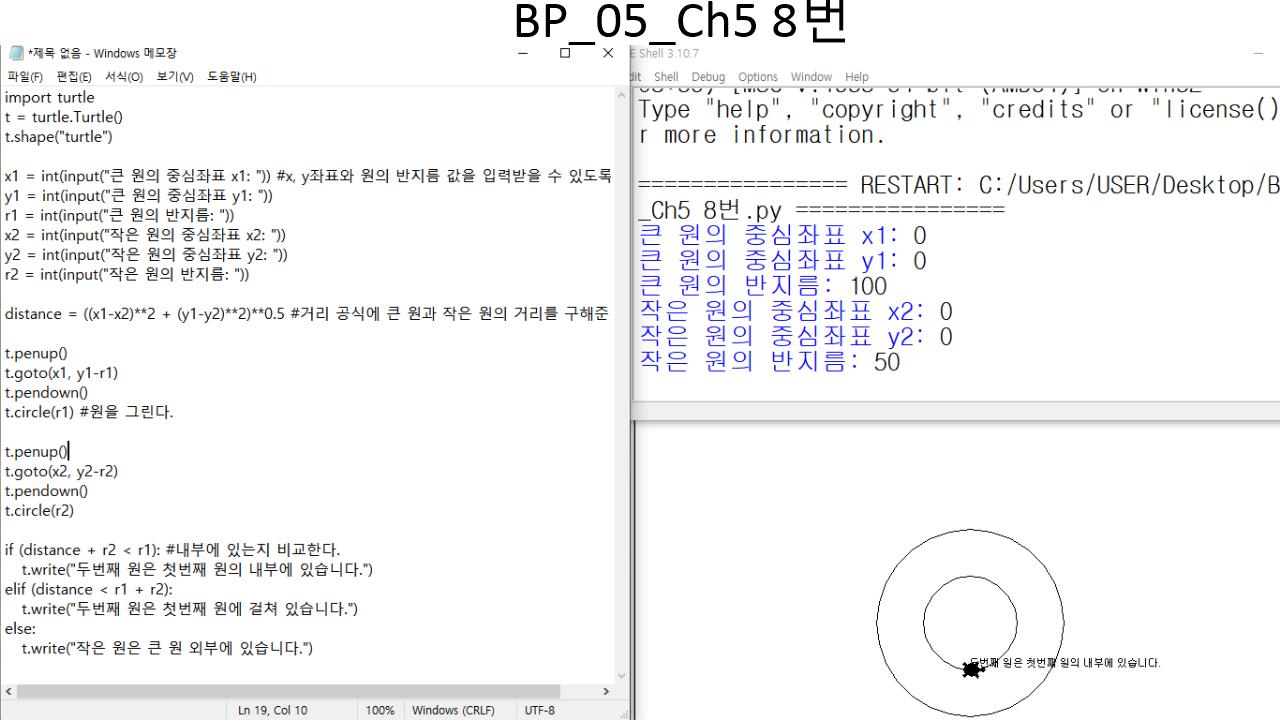 BP_05_Ch5 8번
*제목 없음 - Windows 메모장
파일(F) 편집(E) 서식(O) 보기(V) 도움말(H)
import turtle
t = turtle.Turtle()
t.shape("turtle")
x1 = int(input("큰 원의 중심좌표 x1: ")) #x, y좌표와 원의 반지름 값을 입력받을 수 있도록
y1 = int(input("큰 원의 중심좌표 y1: "))
r1 = int(input("큰 원의 반지름: "))
x2 = int(input("작은 원의 중심좌표 x2: "))
y2 = int(input("작은 원의 중심좌표 y2: "))
r2 = int(input("작은 원의 반지름: "))
distance = ((x1-x2)**2 + (y1-y2)**2)**0.5 #거리 공식에 큰 원과 작은 원의 거리를 구해준
t.penup()
t.goto(x1, y1-r1)
t.pendown()
t.circle(r1) #원을 그린다.
t.penup()
t.goto(x2, y2-r2)
t.pendown()
t.circle(r2)
if (distance + r2 < r1): #내부에 있는지 비교한다.
t.write("두번째 원은 첫번째 원의 내부에 있습니다.")
elif (distance < r1 + r2):
t.write("두번째 원은 첫번째 원에 걸쳐 있습니다.")
else:
t.write("작은 원은 큰 원 외부에 있습니다.")
Ln 19, Col 10 100% Windows (CRLF) UTF-8
E Shell 3.10.7
dit Shell Debug Options Window Help
Type "help", "copyright", "credits" or "license()
r more information.
================ RESTART: C:/Users/USER/Desktop/B
_Ch5 8번.py ================
큰 원의 중심좌표 x1: 0
큰 원의 중심좌표 y1: 0
큰 원의 반지름: 100
작은 원의 중심좌표 x2: 0
작은 원의 중심좌표 y2: 0
작은 원의 반지름: 50
두번째 원은 첫번째 원의 내부에 있습니다.